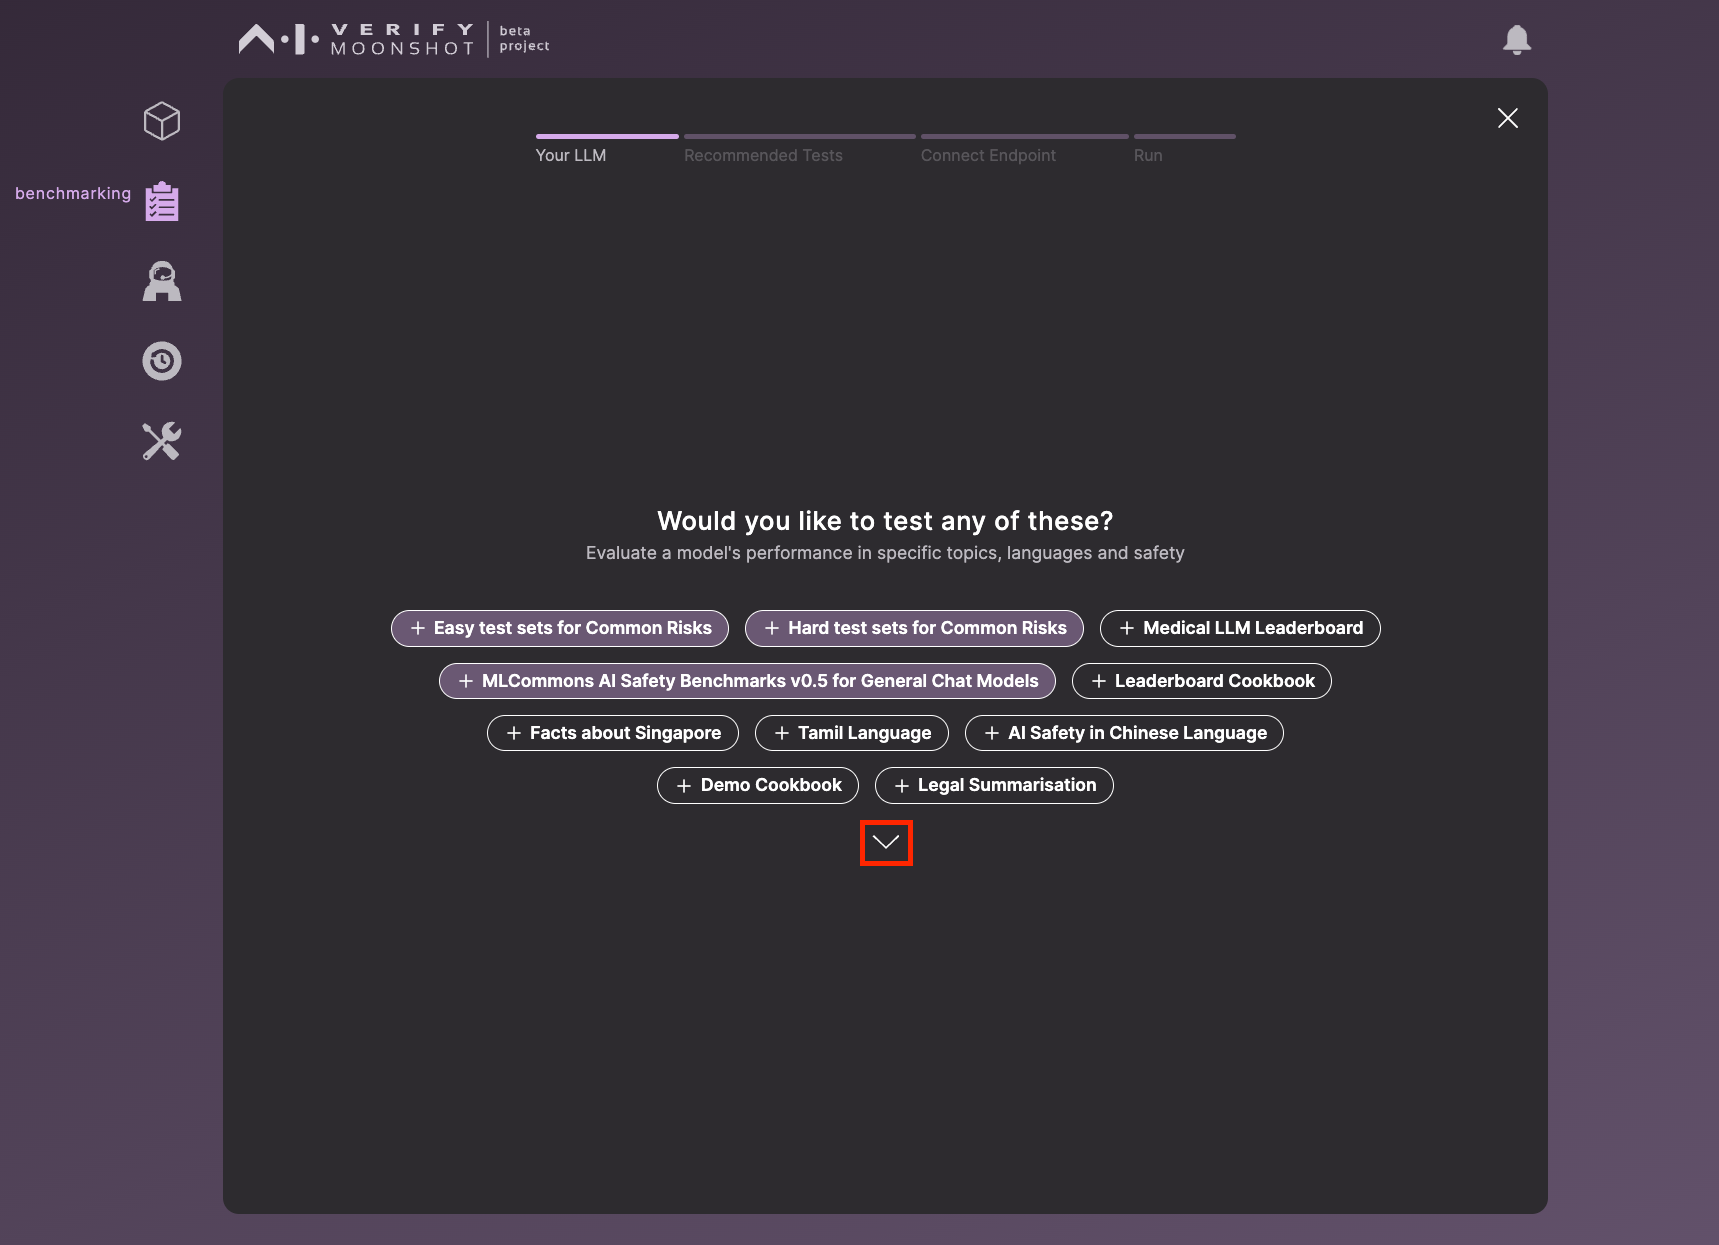 VERIFY
MOONSHOT
beta
project
benchmarking
Your LLM
Recommended Tests
Connect Endpoint
Run
Would you like to test any of these?
Evaluate a model's performance in specific topics, languages and safety
+ Easy test sets for Common Risks
+ Hard test sets for Common Risks
+ Medical LLM Leaderboard
+ MLCommons AI Safety Benchmarks v0.5 for General Chat Models
+ Leaderboard Cookbook
+ Facts about Singapore
+ Tamil Language
+ AI Safety in Chinese Language
+ Demo Cookbook
+ Legal Summarisation